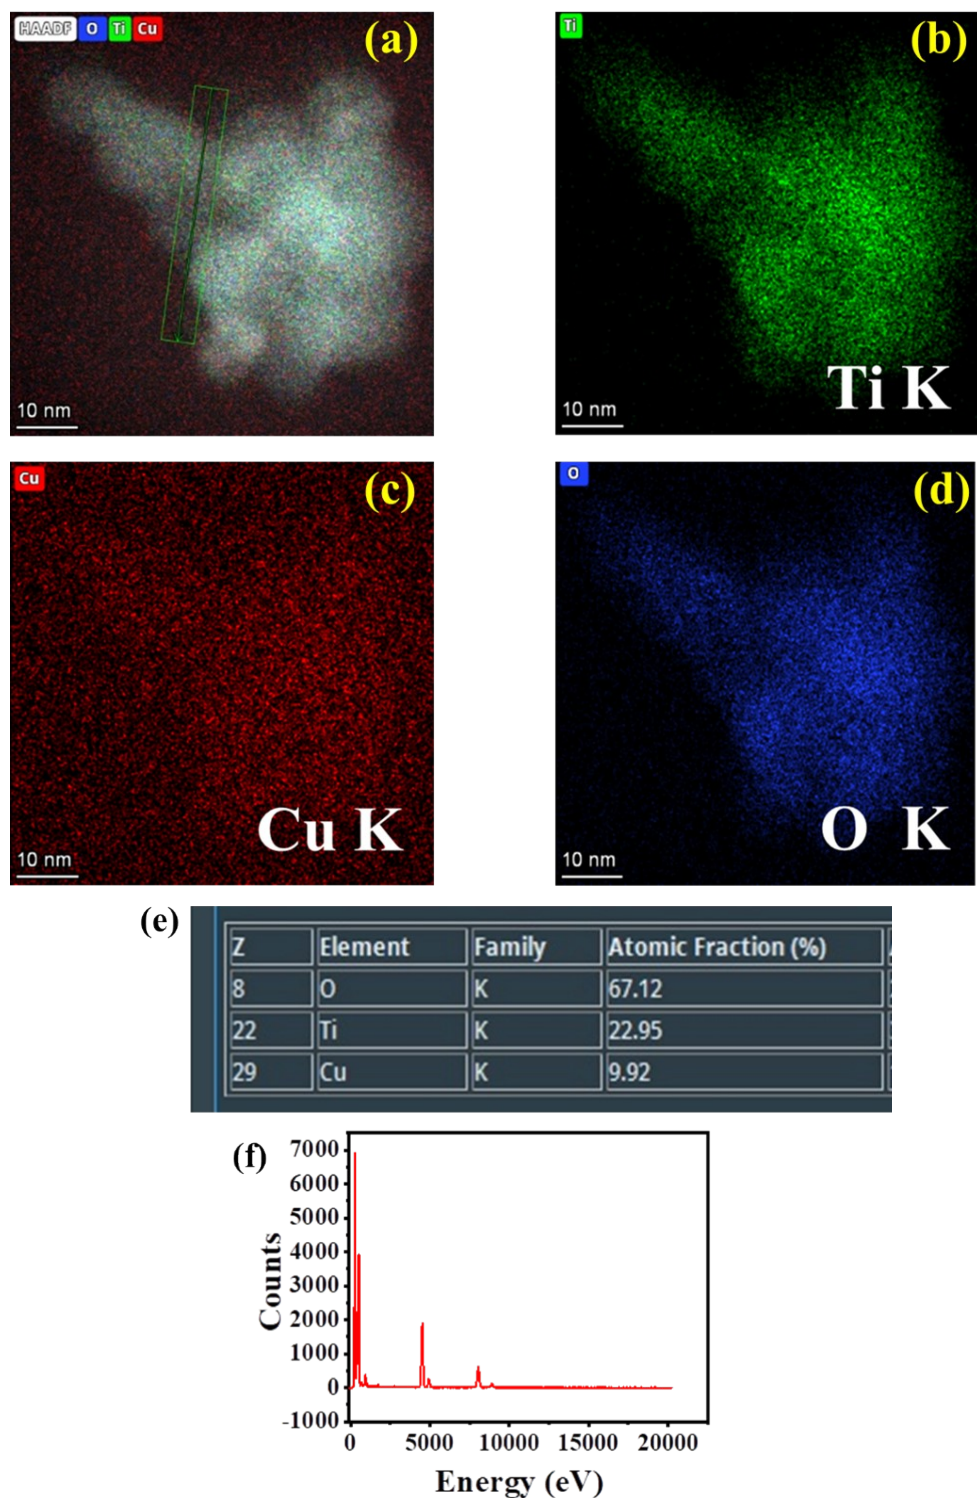 HAADF O Ti Cu
(a)
10 nm
Ti
(b)
Ti K
10 nm
Cu
(c)
Cu K
10 nm
O
(d)
O K
10 nm
(e)
Z Element Family Atomic Fraction (%)
8 O K 67.12
22 Ti K 22.95
29 Cu K 9.92
(f)
7000
6000
5000
4000
3000
2000
1000
0
-1000
Counts
0 5000 10000 15000 20000
Energy (eV)